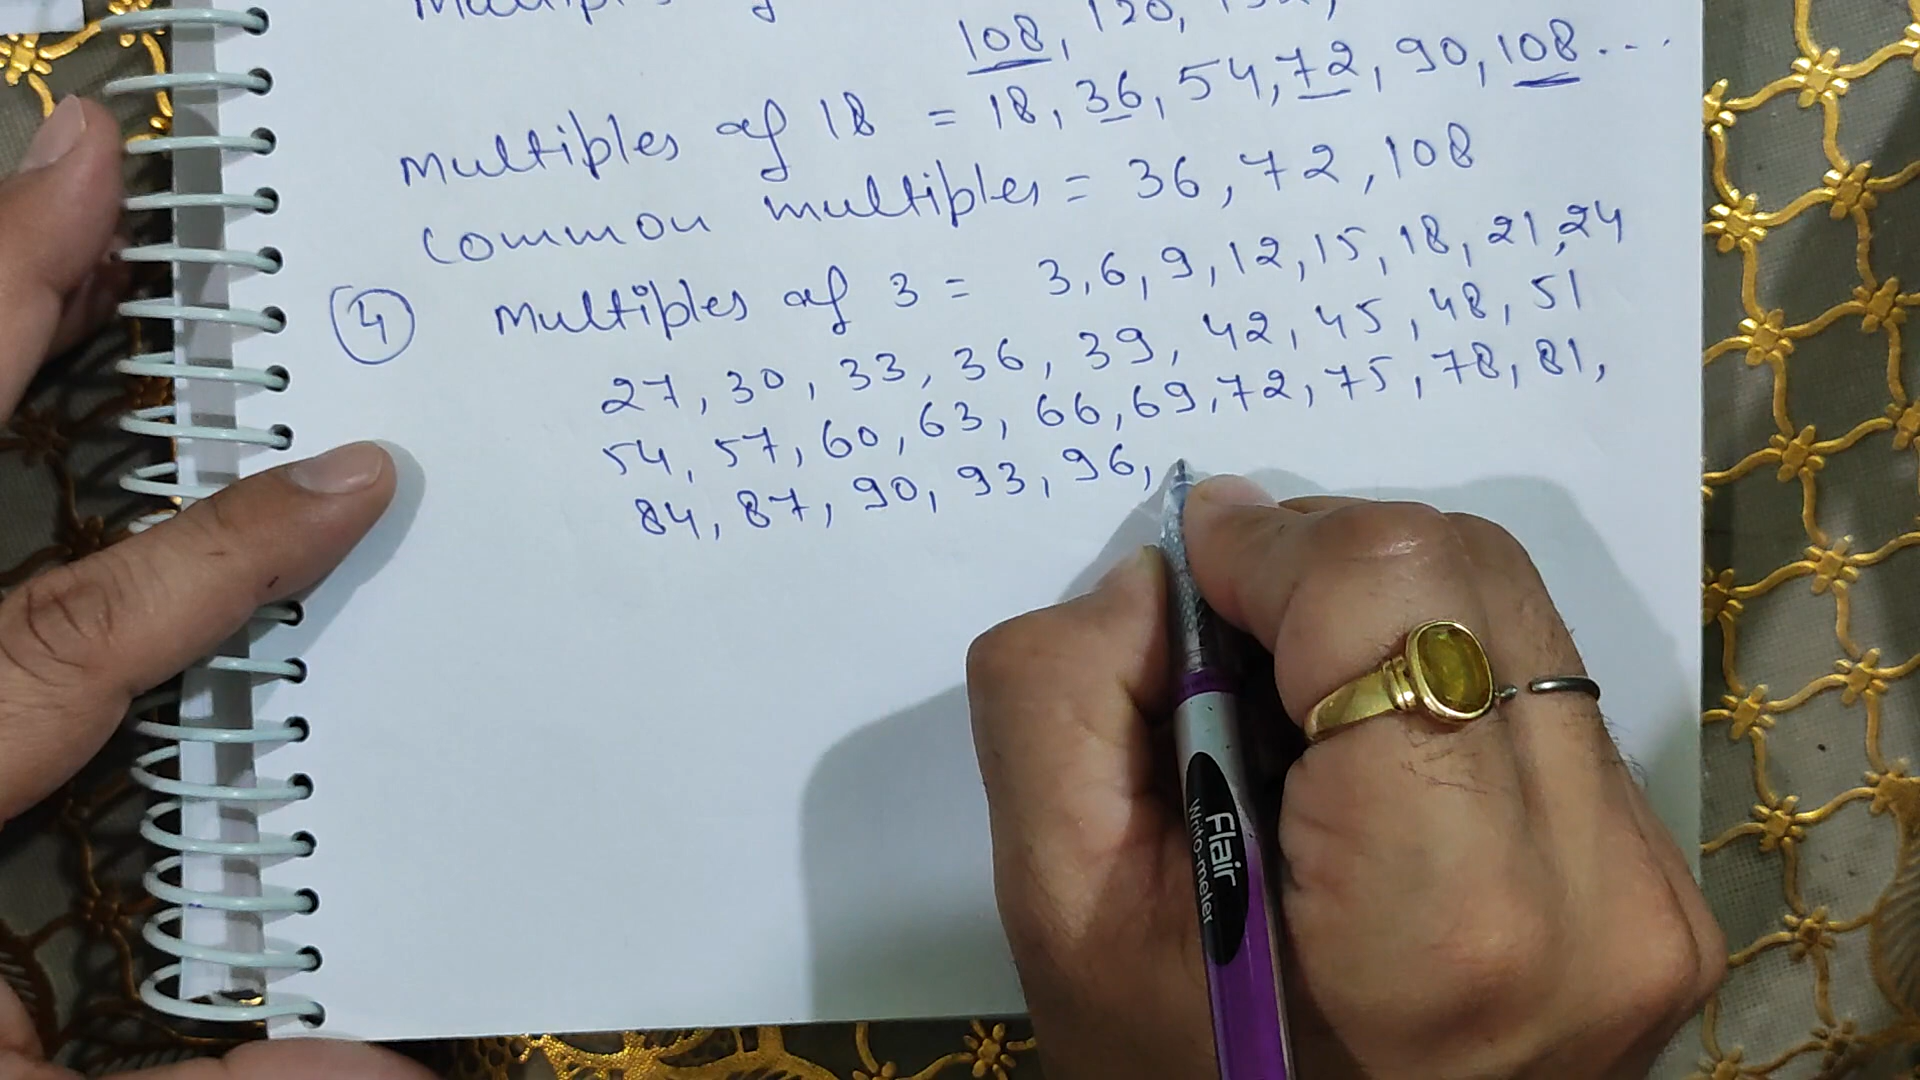 108, 120,
multiples of 18 = 18, 36, 54, 72, 90, 108 ...
common multiples = 36, 72, 108
4 multiples of 3 = 3, 6, 9, 12, 15, 18, 21, 24
27, 30, 33, 36, 39, 42, 45, 48, 51
54, 57, 60, 63, 66, 69, 72, 75, 78, 81,
84, 87, 90, 93, 96,
Flair
Writo-meter